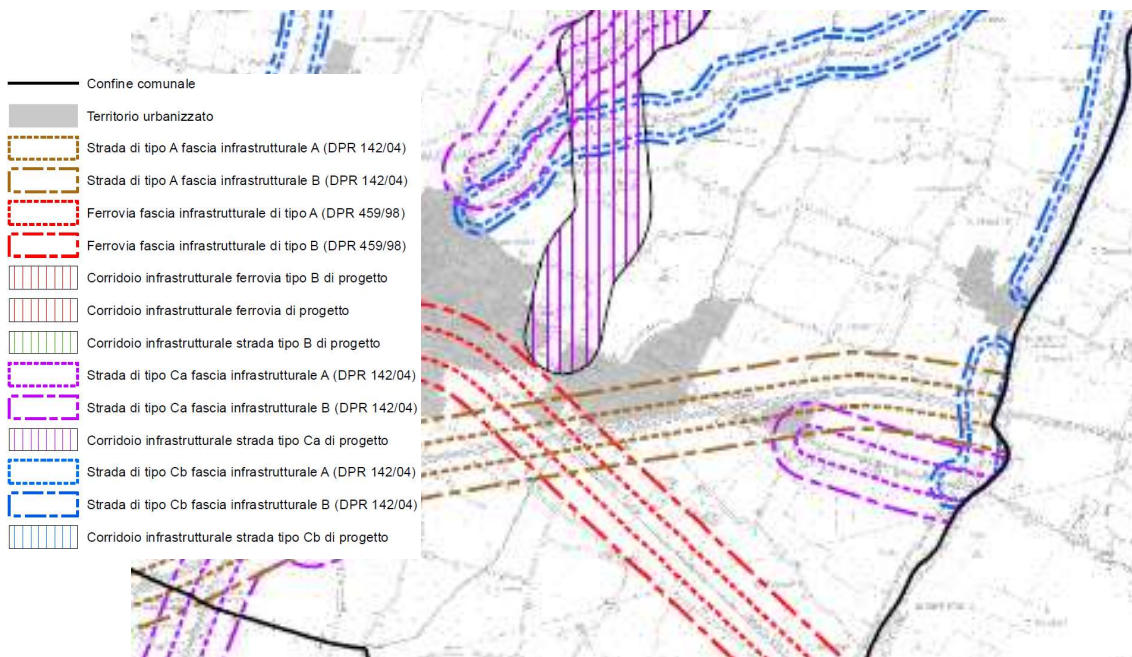 Confine comunale
Territorio urbanizzato
Strada di tipo A fascia infrastrutturale A (DPR 142/04)
Strada di tipo A fascia infrastrutturale B (DPR 142/04)
Ferrovia fascia infrastrutturale di tipo A (DPR 459/98)
Ferrovia fascia infrastrutturale di tipo B (DPR 459/98)
Corridoio infrastrutturale ferrovia tipo B di progetto
Corridoio infrastrutturale ferrovia di progetto
Corridoio infrastrutturale strada tipo B di progetto
Strada di tipo Ca fascia infrastrutturale A (DPR 142/04)
Strada di tipo Ca fascia infrastrutturale B (DPR 142/04)
Corridoio infrastrutturale strada tipo Ca di progetto
Strada di tipo Cb fascia infrastrutturale A (DPR 142/04)
Strada di tipo Cb fascia infrastrutturale B (DPR 142/04)
Corridoio infrastrutturale strada tipo Cb di progetto